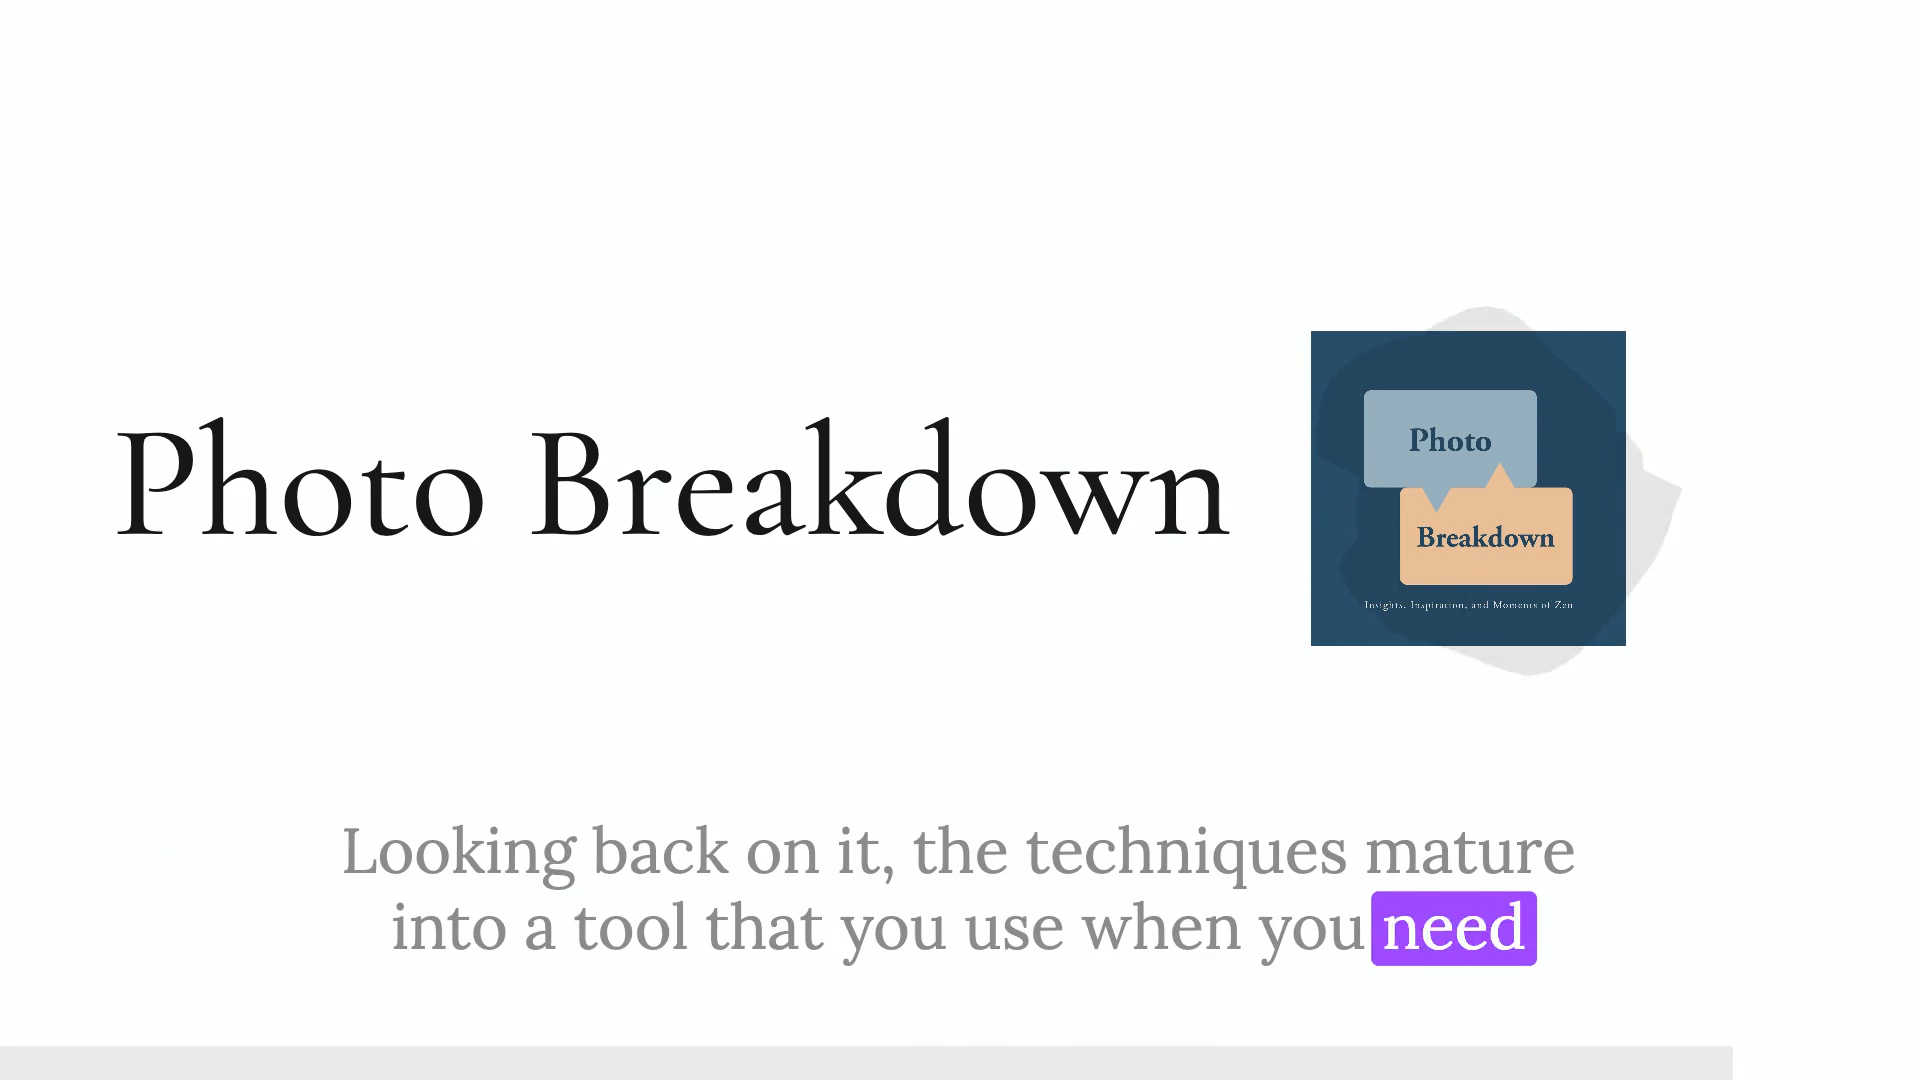 Photo Breakdown
Photo
Breakdown
Insights, Inspiration, and Moments of Zen
Looking back on it, the techniques mature
into a tool that you use when you need